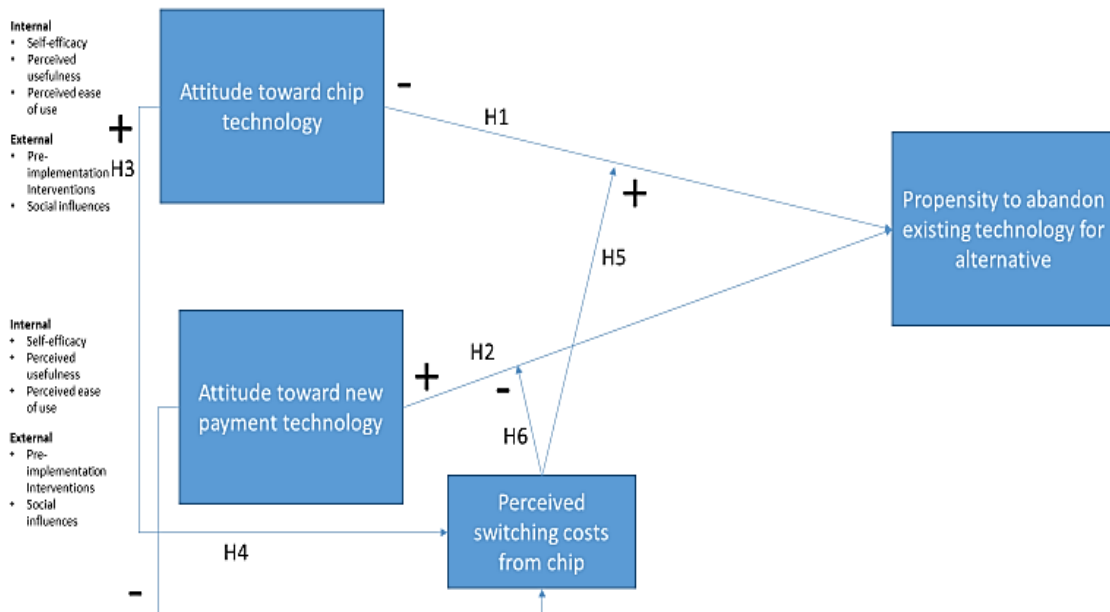 Internal
• Self-efficacy
• Perceived
usefulness
• Perceived ease
of use
External
• Pre-
implementation
Interventions
• Social influences
+
H3
Attitude toward chip
technology
-
H1
+
H5
Propensity to abandon
existing technology for
alternative
Internal
+ Self-efficacy
+ Perceived
usefulness
+ Perceived ease
of use
External
+ Pre-
implementation
Interventions
+ Social
influences
Attitude toward new
payment technology
+
H2
-
H6
Perceived
switching costs
from chip
H4
-